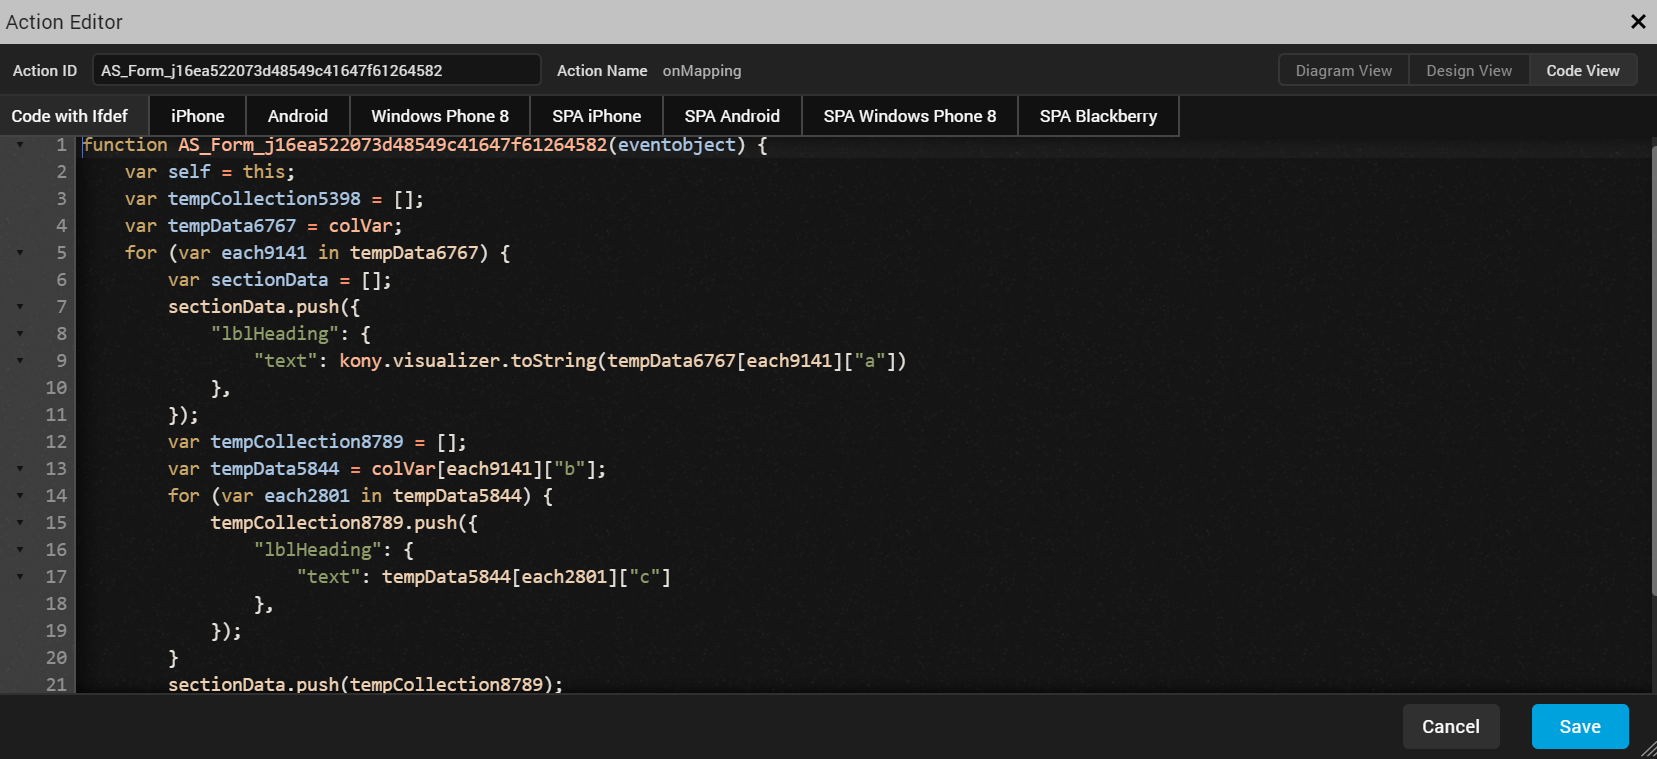 Action Editor
Action ID AS_Form_j16ea522073d48549c41647f61264582 Action Name onMapping Diagram View Design View Code View
Code with Ifdef iPhone Android Windows Phone 8 SPA iPhone SPA Android SPA Windows Phone 8 SPA Blackberry
1 function AS_Form_j16ea522073d48549c41647f61264582(eventobject) {
2 var self = this;
3 var tempCollection5398 = [];
4 var tempData6767 = colVar;
5 for (var each9141 in tempData6767) {
6 var sectionData = [];
7 sectionData.push({
8 "lblHeading": {
9 "text": kony.visualizer.toString(tempData6767[each9141]["a"])
10 },
11 });
12 var tempCollection8789 = [];
13 var tempData5844 = colVar[each9141]["b"];
14 for (var each2801 in tempData5844) {
15 tempCollection8789.push({
16 "lblHeading": {
17 "text": tempData5844[each2801]["c"]
18 },
19 });
20 }
21 sectionData.push(tempCollection8789);
Cancel Save